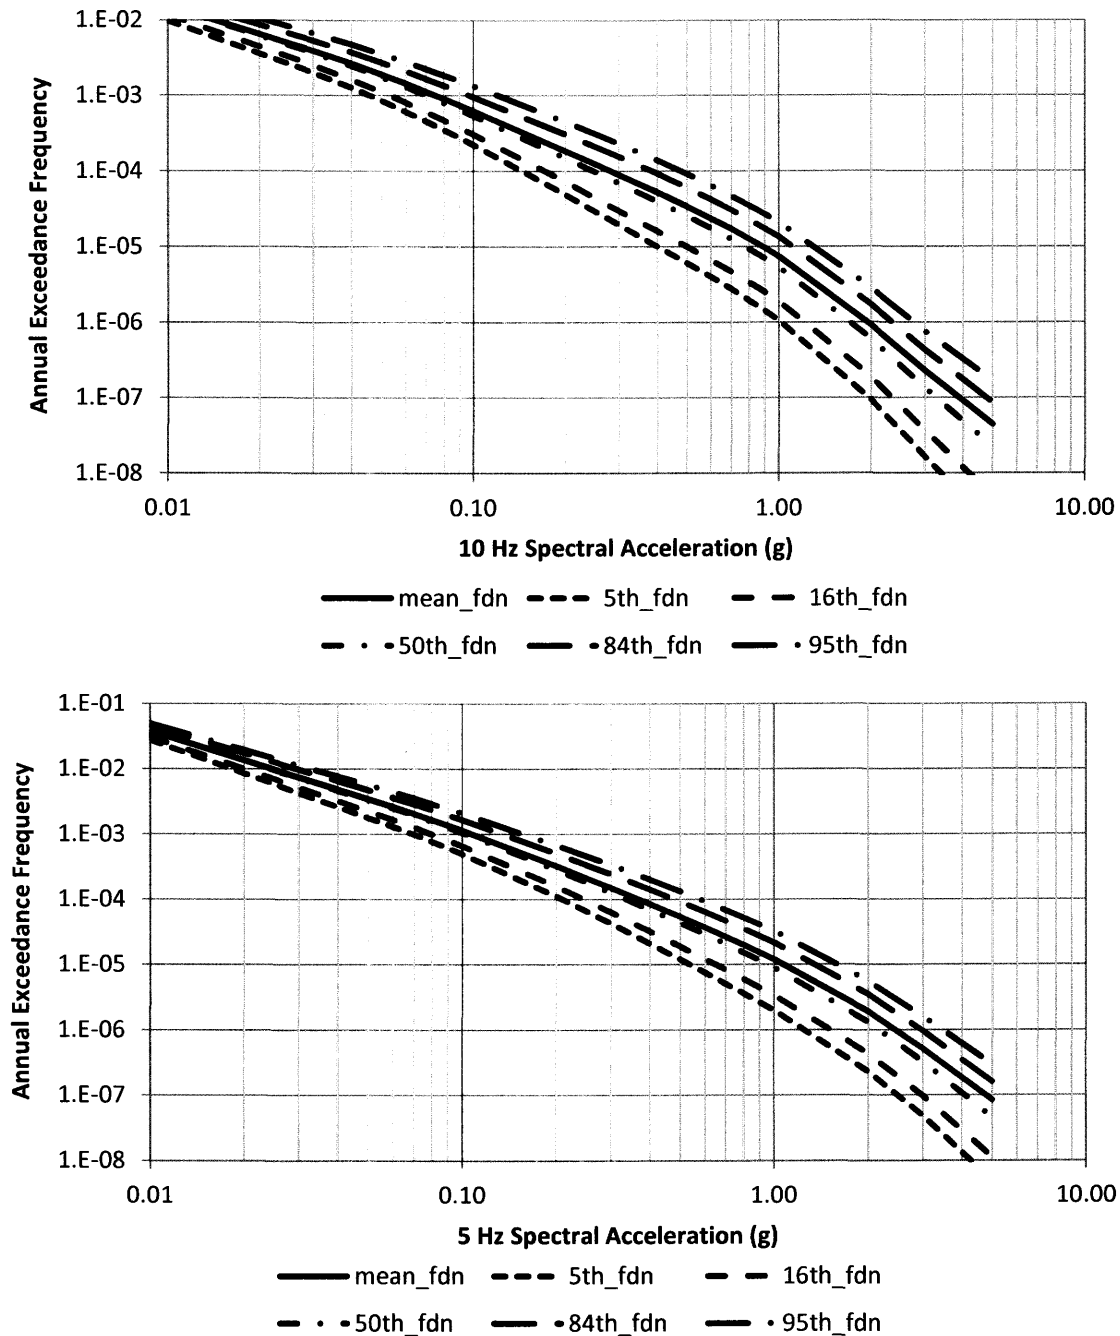 Annual Exceedance Frequency
1.E-02
1.E-03
1.E-04
1.E-05
1.E-06
1.E-07
1.E-08
0.01 0.10 1.00 10.00
10 Hz Spectral Acceleration (g)
mean_fdn 5th_fdn 16th_fdn
50th_fdn 84th_fdn 95th_fdn
Annual Exceedance Frequency
1.E-01
1.E-02
1.E-03
1.E-04
1.E-05
1.E-06
1.E-07
1.E-08
0.01 0.10 1.00 10.00
5 Hz Spectral Acceleration (g)
mean_fdn 5th_fdn 16th_fdn
50th_fdn 84th_fdn 95th_fdn